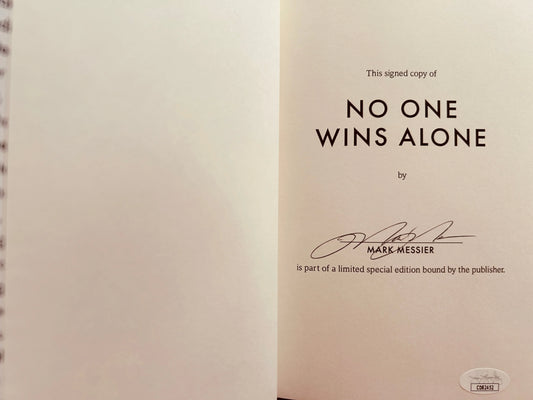 This signed copy of
NO ONE
WINS ALONE
by
MARK MESSIER
is part of a limited special edition bound by the publisher.